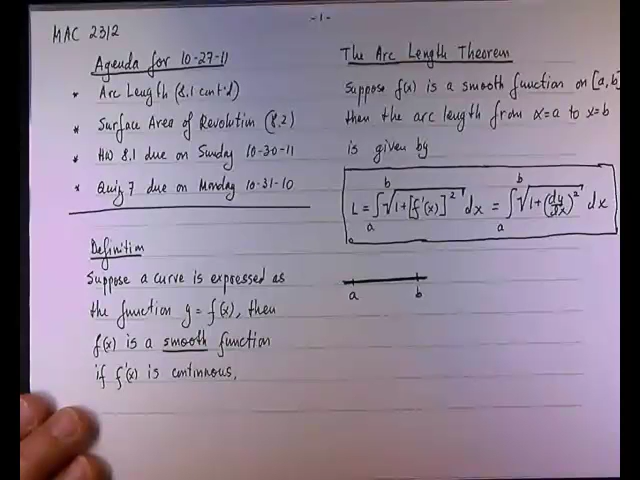 -1-
MAC 2312
Agenda for 10-27-11
* Arc Length (8.1 cont'd)
* Surface Area of Revolution (8.2)
* HW 8.1 due on Sunday 10-30-11
* Quiz 7 due on Monday 10-31-10
Definition
Suppose a curve is expressed as
the function y = f(x), then
f(x) is a smooth function
if f'(x) is continuous.
The Arc Length Theorem
Suppose f(x) is a smooth function on [a,b]
then the arc length from x=a to x=b
is given by
L = ∫_a^b √(1+[f'(x)]²) dx = ∫_a^b √(1+(dy/dx)²) dx
a b